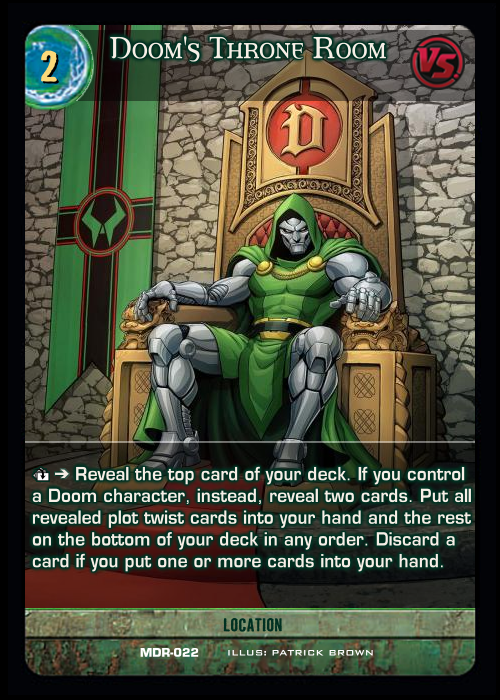 2
Doom's Throne Room
VS.
D
➔ Reveal the top card of your deck. If you control
a Doom character, instead, reveal two cards. Put all
revealed plot twist cards into your hand and the rest
on the bottom of your deck in any order. Discard a
card if you put one or more cards into your hand.
LOCATION
MDR-022 ILLUS: PATRICK BROWN